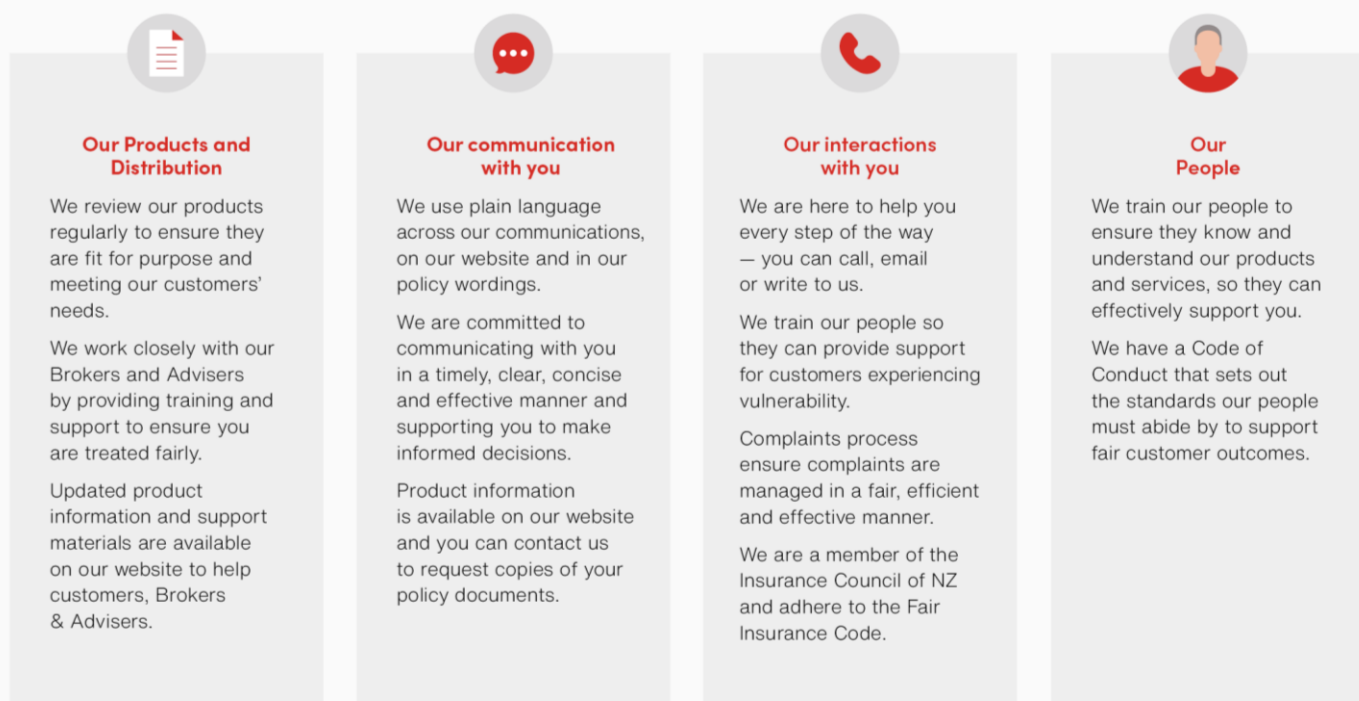 Our Products and
Distribution
We review our products
regularly to ensure they
are fit for purpose and
meeting our customers’
needs.
We work closely with our
Brokers and Advisers
by providing training and
support to ensure you
are treated fairly.
Updated product
information and support
materials are available
on our website to help
customers, Brokers
& Advisers.
Our communication
with you
We use plain language
across our communications,
on our website and in our
policy wordings.
We are committed to
communicating with you
in a timely, clear, concise
and effective manner and
supporting you to make
informed decisions.
Product information
is available on our website
and you can contact us
to request copies of your
policy documents.
Our interactions
with you
We are here to help you
every step of the way
— you can call, email
or write to us.
We train our people so
they can provide support
for customers experiencing
vulnerability.
Complaints process
ensure complaints are
managed in a fair, efficient
and effective manner.
We are a member of the
Insurance Council of NZ
and adhere to the Fair
Insurance Code.
Our
People
We train our people to
ensure they know and
understand our products
and services, so they can
effectively support you.
We have a Code of
Conduct that sets out
the standards our people
must abide by to support
fair customer outcomes.